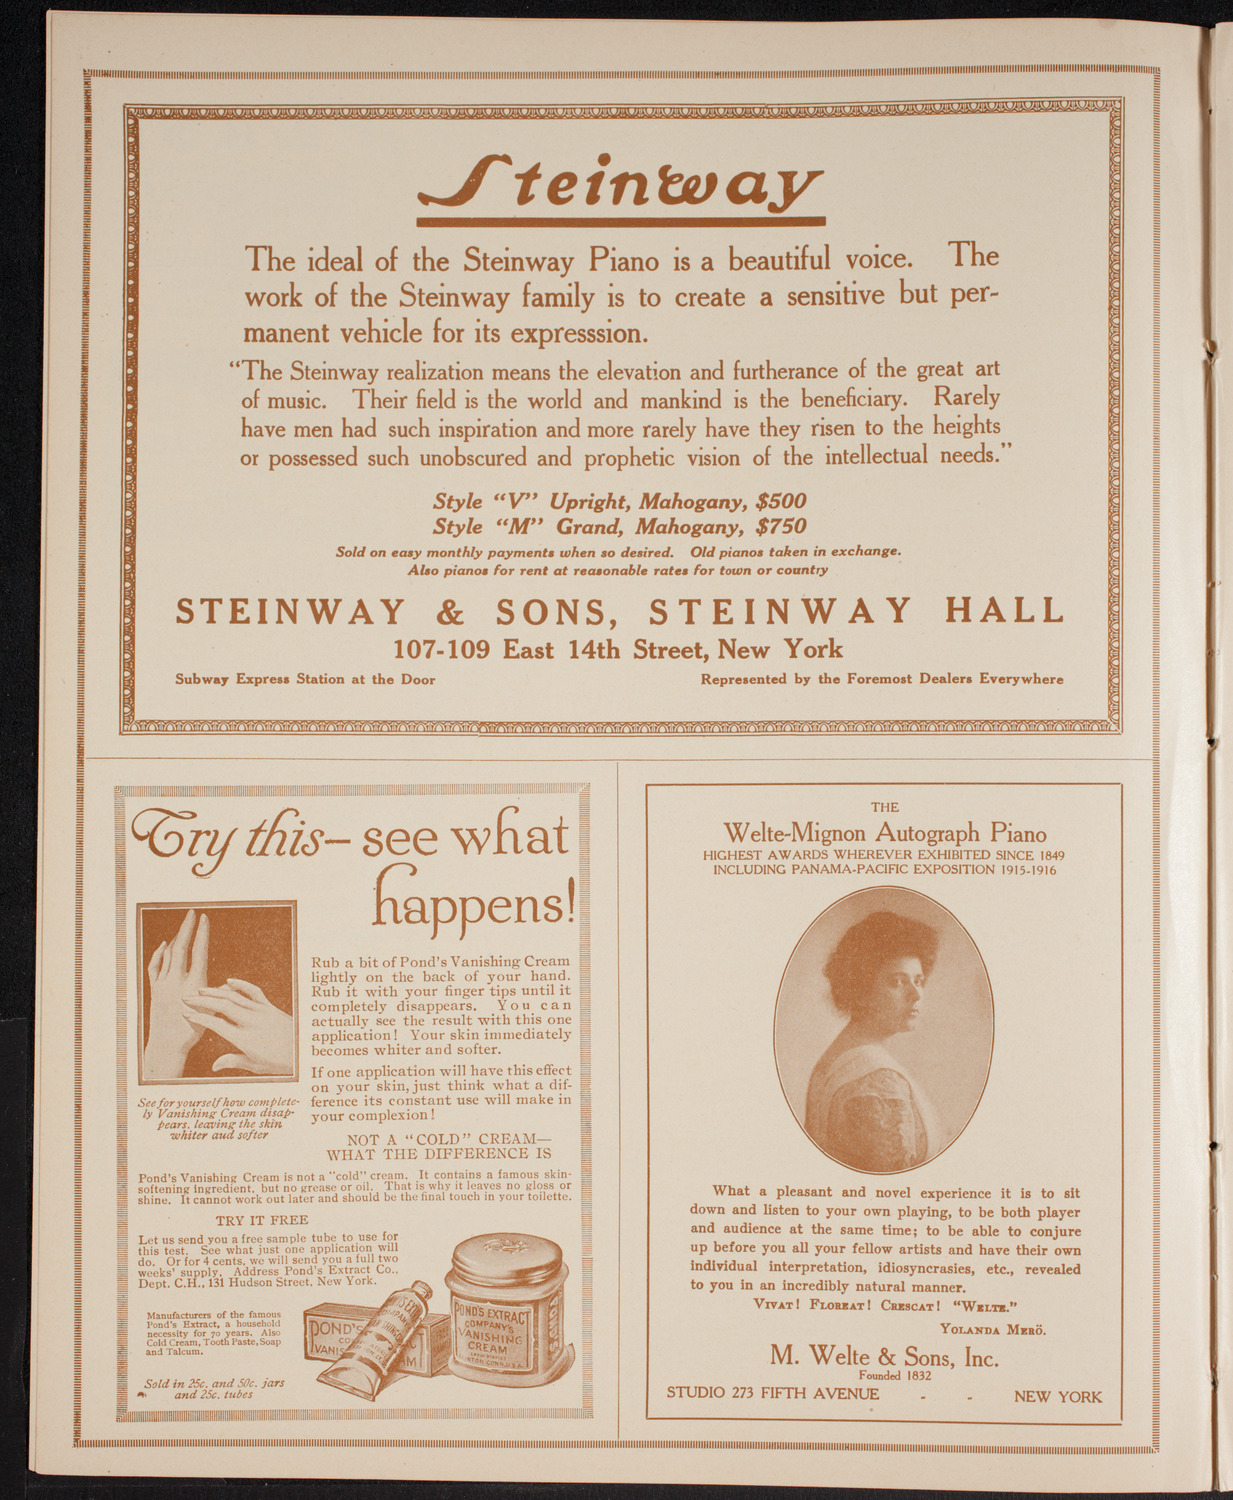 Steinway
The ideal of the Steinway Piano is a beautiful voice. The
work of the Steinway family is to create a sensitive but per-
manent vehicle for its expresssion.
“The Steinway realization means the elevation and furtherance of the great art
of music. Their field is the world and mankind is the beneficiary. Rarely
have men had such inspiration and more rarely have they risen to the heights
or possessed such unobscured and prophetic vision of the intellectual needs.”
Style “V” Upright, Mahogany, $500
Style “M” Grand, Mahogany, $750
Sold on easy monthly payments when so desired. Old pianos taken in exchange.
Also pianos for rent at reasonable rates for town or country
STEINWAY & SONS, STEINWAY HALL
107-109 East 14th Street, New York
Subway Express Station at the Door
Represented by the Foremost Dealers Everywhere
Try this— see what
happens!
Rub a bit of Pond's Vanishing Cream
lightly on the back of your hand.
Rub it with your finger tips until it
completely disappears. You can
actually see the result with this one
application! Your skin immediately
becomes whiter and softer.
If one application will have this effect
on your skin, just think what a dif-
ference its constant use will make in
your complexion!
See for yourself how complete-
ly Vanishing Cream disap-
pears, leaving the skin
whiter aud softer
NOT A “COLD” CREAM—
WHAT THE DIFFERENCE IS
Pond's Vanishing Cream is not a "cold" cream. It contains a famous skin-
softening ingredient, but no grease or oil. That is why it leaves no gloss or
shine. It cannot work out later and should be the final touch in your toilette.
TRY IT FREE
Let us send you a free sample tube to use for
this test. See what just one application will
do. Or for 4 cents, we will send you a full two
weeks' supply. Address Pond's Extract Co.,
Dept. C.H., 131 Hudson Street, New York.
Manufacturers of the famous
Pond's Extract, a household
necessity for 70 years. Also
Cold Cream, Tooth Paste, Soap
and Talcum.
Sold in 25c. and 50c. jars
and 25c. tubes
POND'S
VANIS
POND'S EXTRACT
COMPANY'S
VANISHING
CREAM
THE
Welte-Mignon Autograph Piano
HIGHEST AWARDS WHEREVER EXHIBITED SINCE 1849
INCLUDING PANAMA-PACIFIC EXPOSITION 1915-1916
What a pleasant and novel experience it is to sit
down and listen to your own playing, to be both player
and audience at the same time; to be able to conjure
up before you all your fellow artists and have their own
individual interpretation, idiosyncrasies, etc., revealed
to you in an incredibly natural manner.
VIVAT! FLOREAT! CRESCAT! “WELTE.”
YOLANDA MERÖ.
M. Welte & Sons, Inc.
Founded 1832
STUDIO 273 FIFTH AVENUE - - NEW YORK